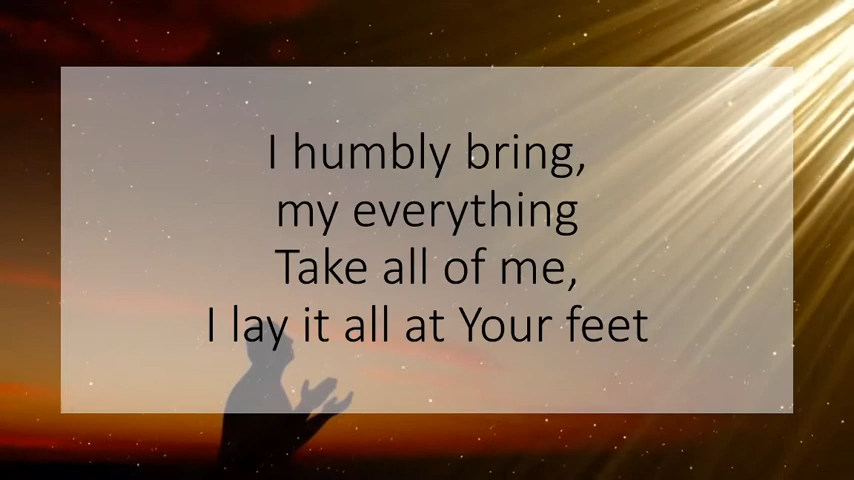 I humbly bring,
my everything
Take all of me,
I lay it all at Your feet